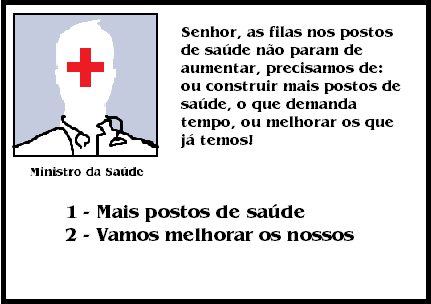 Senhor, as filas nos postos
de saúde não param de
aumentar, precisamos de:
ou construir mais postos de
saúde, o que demanda
tempo, ou melhorar os que
já temos!
Ministro da Saúde
1 - Mais postos de saúde
2 - Vamos melhorar os nossos